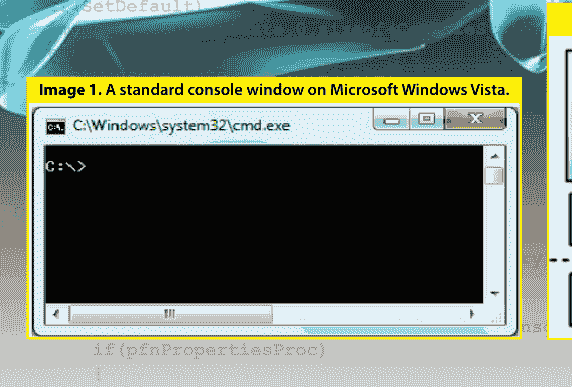 SetDefault)
Image 1. A standard console window on Microsoft Windows Vista.
C:\Windows\system32\cmd.exe
C:\>
if(pfnPropertiesProc)
{